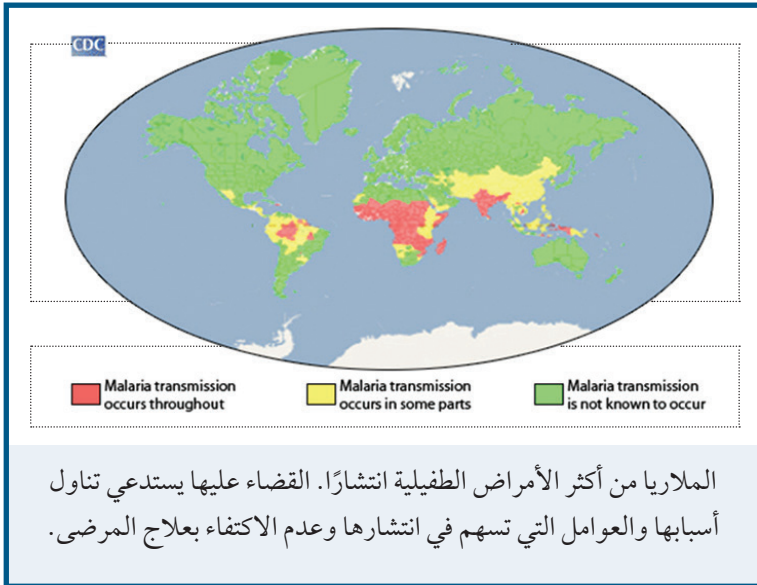 CDC
Malaria transmission
occurs throughout
Malaria transmission
occurs in some parts
Malaria transmission
is not known to occur
الملاريا من أكثر الأمراض الطفيلية انتشارًا. القضاء عليها يستدعي تناول
أسبابها والعوامل التي تسهم في انتشارها وعدم الاكتفاء بعلاج المرضى.